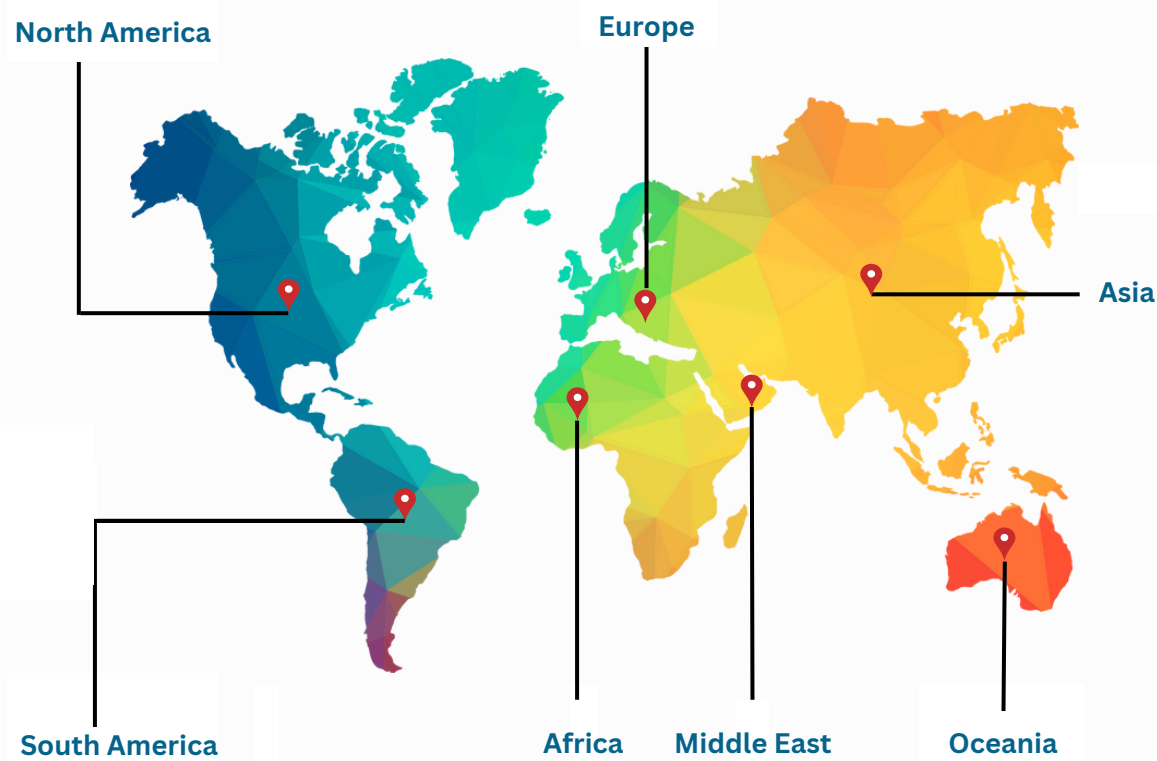 North America
Europe
Asia
South America
Africa
Middle East
Oceania